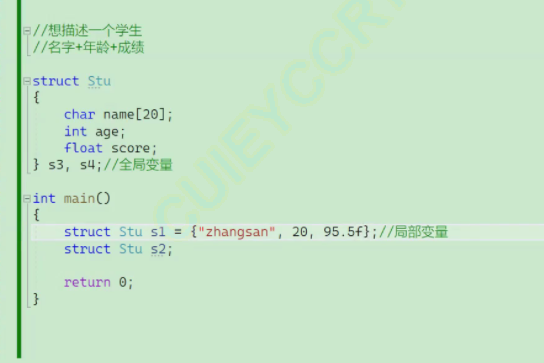 //想描述一个学生
//名字+年龄+成绩
struct Stu
{
    char name[20];
    int age;
    float score;
} s3, s4;//全局变量
int main()
{
    struct Stu s1 = {"zhangsan", 20, 95.5f};//局部变量
    struct Stu s2;
    return 0;
}